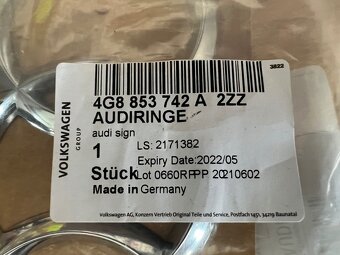 3822
4G8 853 742 A 2ZZ
AUDIRINGE
audi sign
1
LS: 2171382
Expiry Date:2022/05
Stück
Lot 0660RFPP 20210602
Made in Germany
VOLKSWAGEN
GROUP
Volkswagen AG, Konzern Vertrieb Original Teile und Service, Postfach 1451, 34219 Baunatal